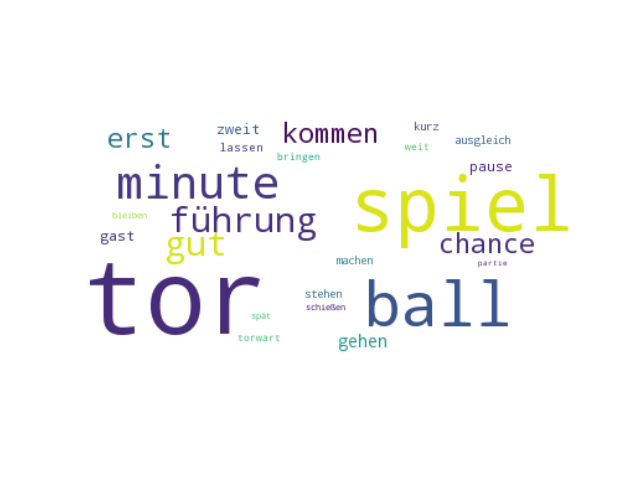 erst
zweit
kommen
kurz
lassen
ausgleich
bringen
weit
minute
pause
spiel
bleiben
führung
gast
gut
chance
machen
partie
tor
stehen
ball
schießen
spät
torwart
gehen